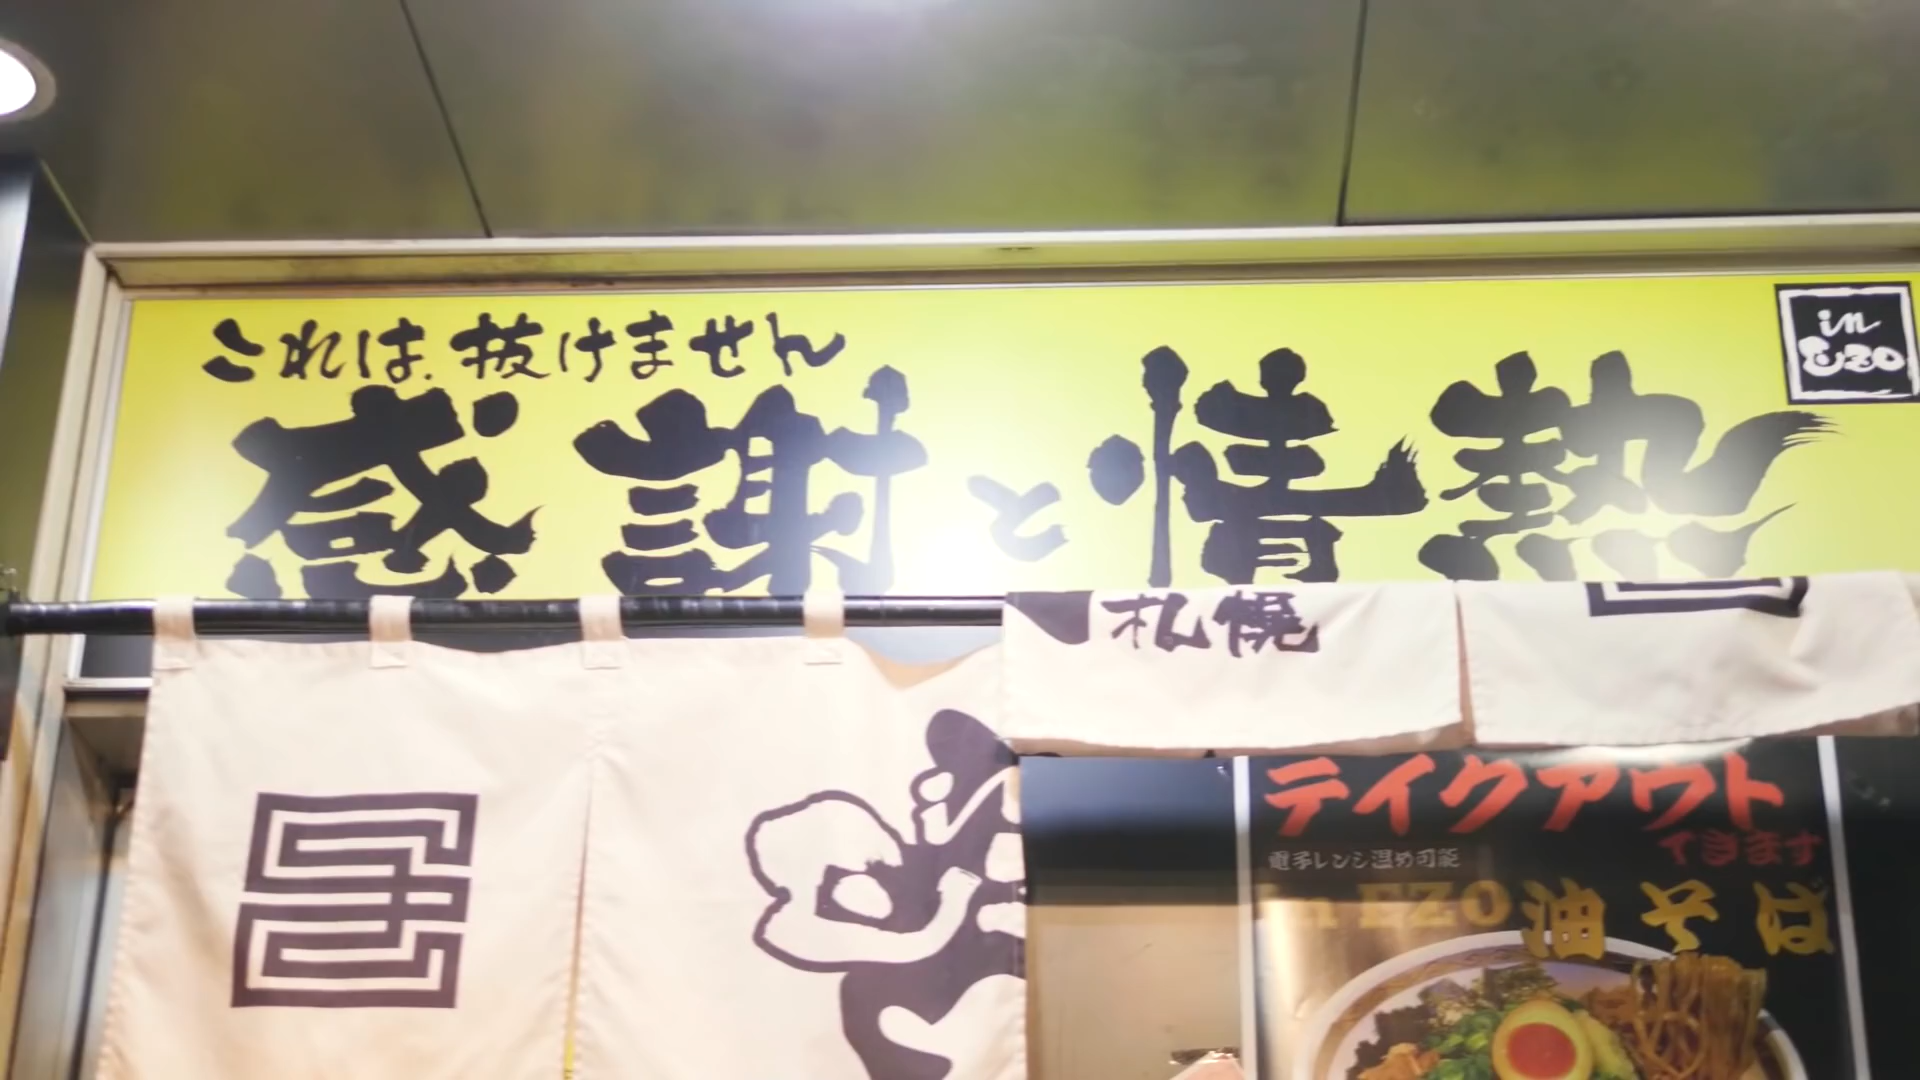 これは抜けません
感謝と情熱
in
EZO
札幌
テイクアウト
できます
電子レンジ温め可能
in EZO 油そば